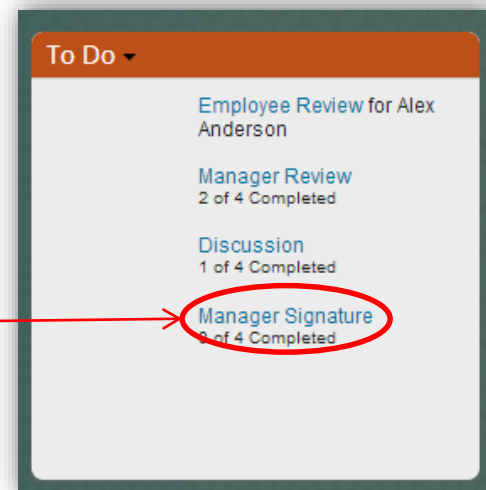 To Do
Employee Review for Alex
Anderson
Manager Review
2 of 4 Completed
Discussion
1 of 4 Completed
Manager Signature
of 4 Completed